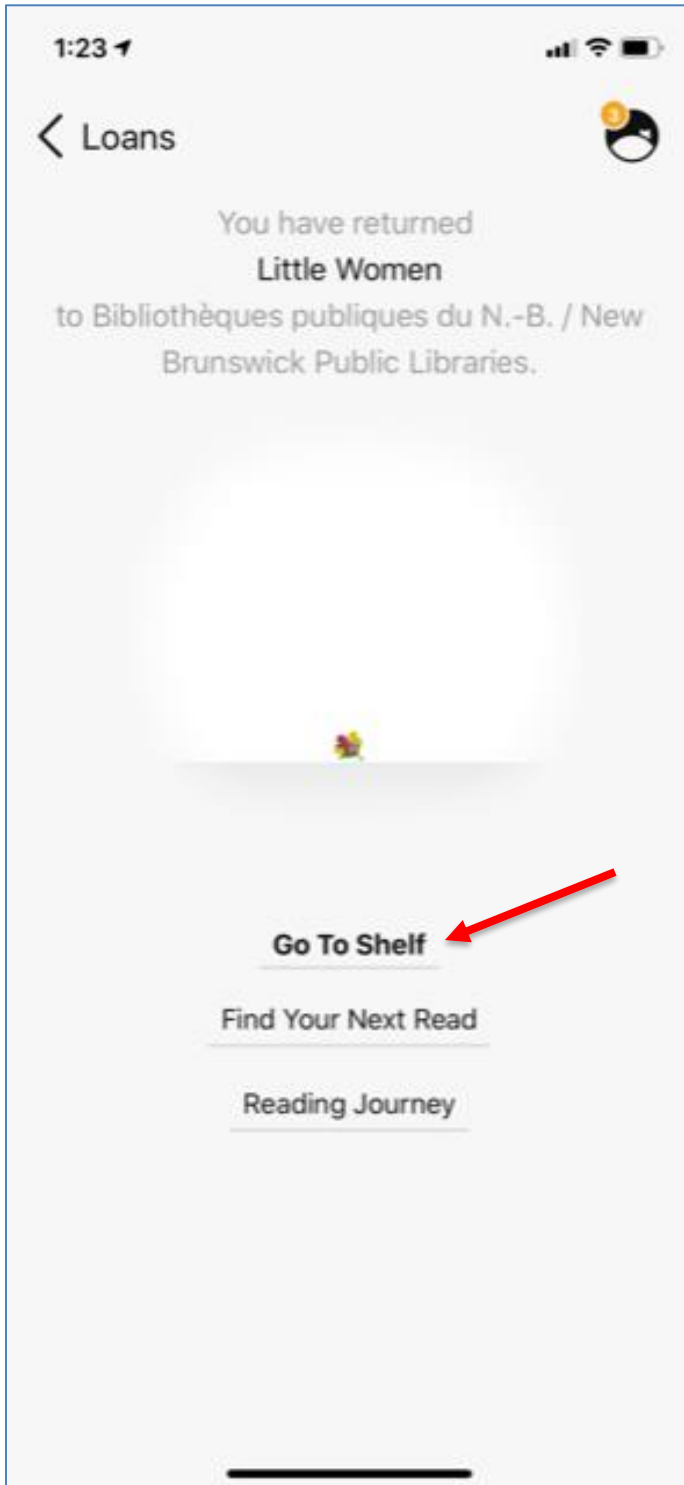 1:23
Loans
3
You have returned
Little Women
to Bibliothèques publiques du N.-B. / New
Brunswick Public Libraries.
Go To Shelf
Find Your Next Read
Reading Journey